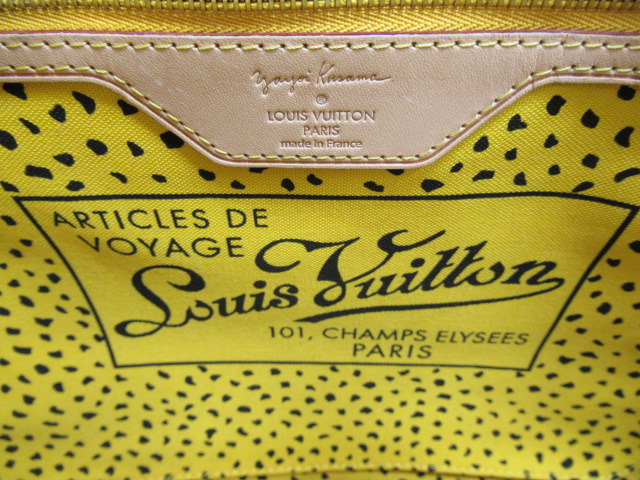 Yayoi Kusama
®
LOUIS VUITTON
PARIS
made in France
ARTICLES DE
VOYAGE
Louis Vuitton
101, CHAMPS ELYSEES
PARIS